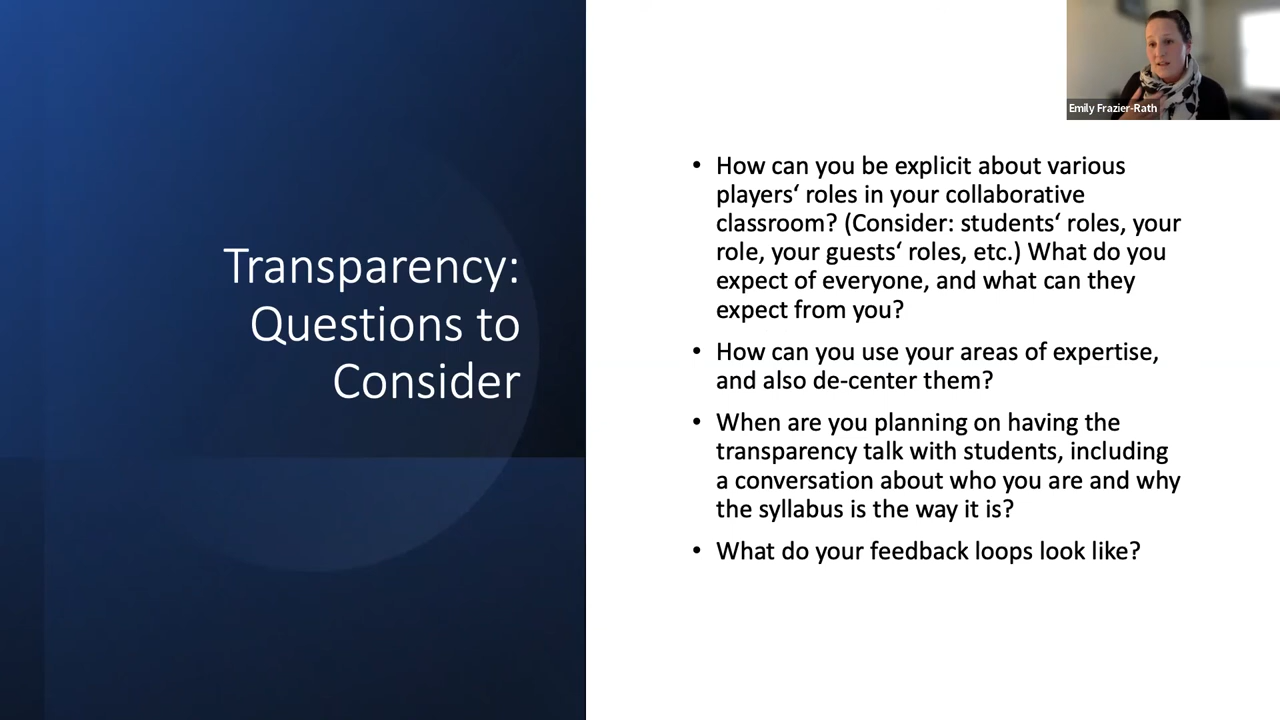 Emily Frazier-Rath
Transparency:
Questions to
Consider
• How can you be explicit about various
players‘ roles in your collaborative
classroom? (Consider: students‘ roles, your
role, your guests‘ roles, etc.) What do you
expect of everyone, and what can they
expect from you?
• How can you use your areas of expertise,
and also de-center them?
• When are you planning on having the
transparency talk with students, including
a conversation about who you are and why
the syllabus is the way it is?
• What do your feedback loops look like?